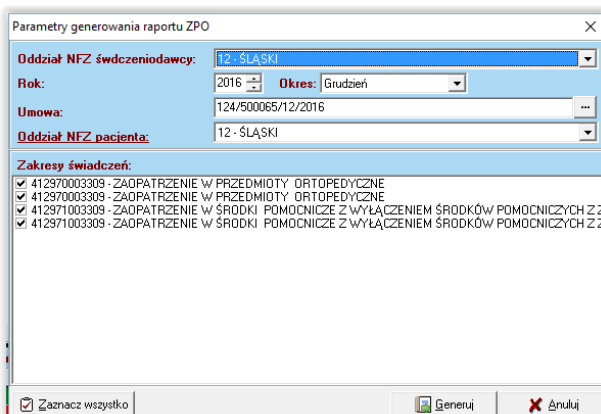 Parametry generowania raportu ZPO
Oddział NFZ śwdczeniodawcy: 12 - ŚLĄSKI
Rok: 2016 Okres: Grudzień
Umowa: 124/500065/12/2016 ...
Oddział NFZ pacjenta: 12 - ŚLĄSKI
Zakresy świadczeń:
412970003309 - ZAOPATRZENIE W PRZEDMIOTY ORTOPEDYCZNE
412970003309 - ZAOPATRZENIE W PRZEDMIOTY ORTOPEDYCZNE
412971003309 - ZAOPATRZENIE W ŚRODKI POMOCNICZE Z WYŁĄCZENIEM ŚRODKÓW POMOCNICZYCH Z Z
412971003309 - ZAOPATRZENIE W ŚRODKI POMOCNICZE Z WYŁĄCZENIEM ŚRODKÓW POMOCNICZYCH Z Z
Zaznacz wszystko Generuj Anuluj